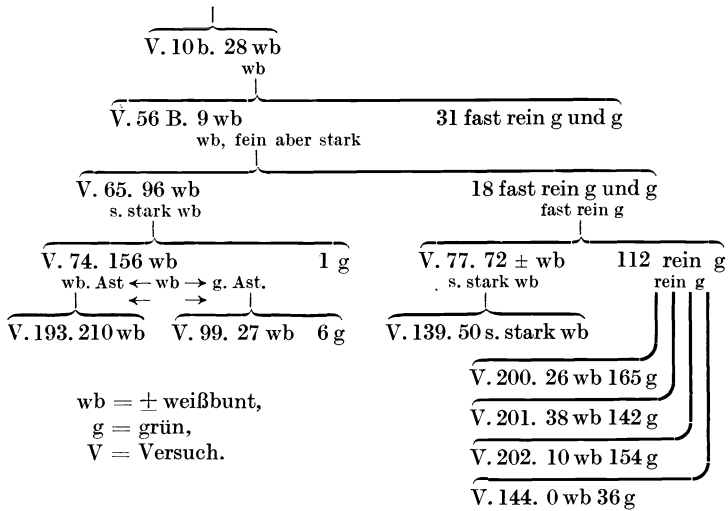 V. 10b. 28 wb
wb
V. 56 B. 9 wb 31 fast rein g und g
wb, fein aber stark
V. 65. 96 wb 18 fast rein g und g
s. stark wb fast rein g
V. 74. 156 wb 1 g V. 77. 72 ± wb 112 rein g
wb. Ast ← wb → g. Ast. s. stark wb rein g
← →
V. 193. 210 wb V. 99. 27 wb 6 g V. 139. 50 s. stark wb
V. 200. 26 wb 165 g
wb = ± weißbunt,
V. 201. 38 wb 142 g
g = grün,
V = Versuch.
V. 202. 10 wb 154 g
V. 144. 0 wb 36 g